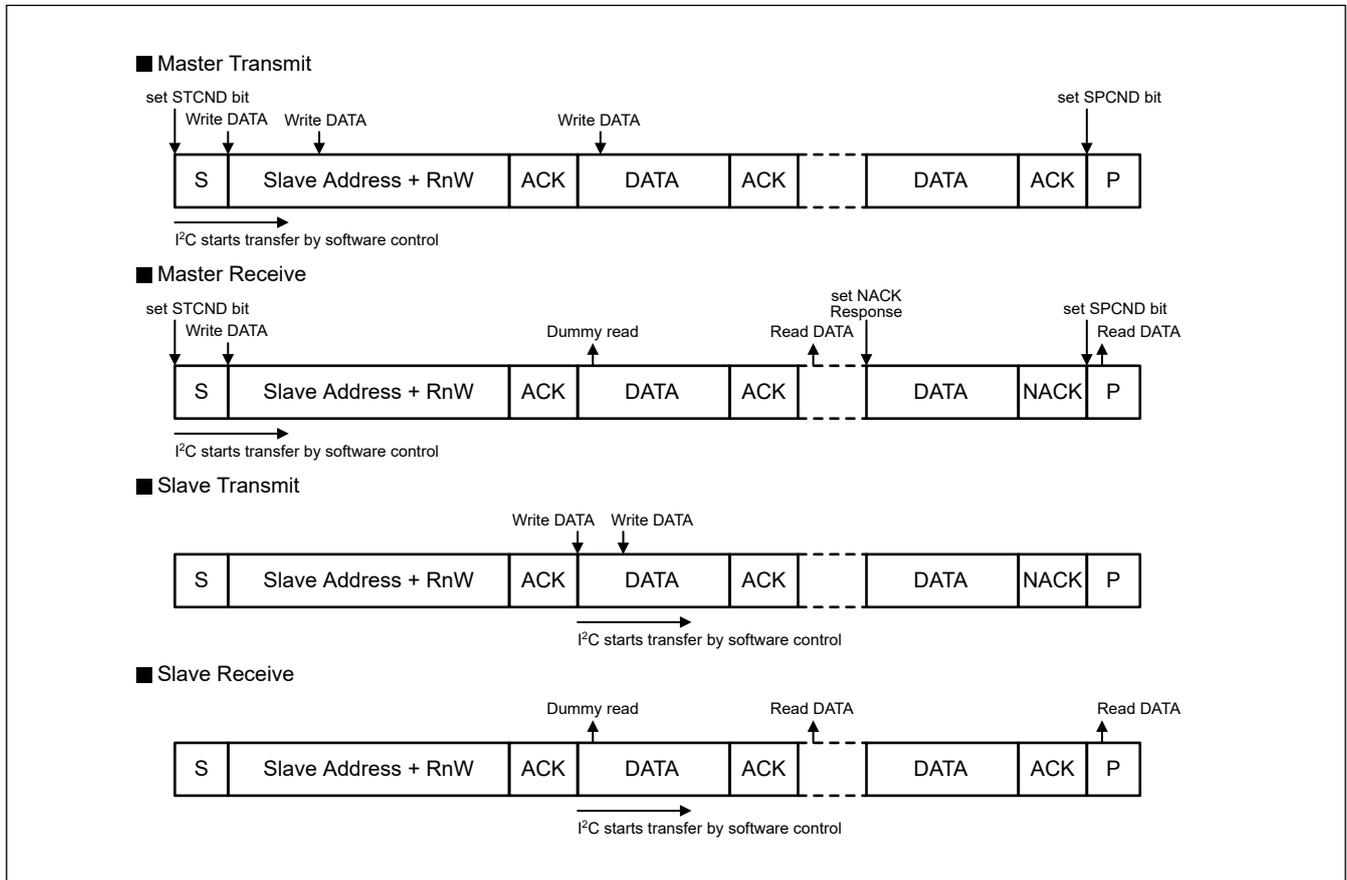 ■ Master Transmit
set STCND bit set SPCND bit
Write DATA Write DATA Write DATA
S Slave Address + RnW ACK DATA ACK DATA ACK P
I²C starts transfer by software control
■ Master Receive
set NACK
set STCND bit Response set SPCND bit
Write DATA Dummy read Read DATA Read DATA
S Slave Address + RnW ACK DATA ACK DATA NACK P
I²C starts transfer by software control
■ Slave Transmit
Write DATA Write DATA
S Slave Address + RnW ACK DATA ACK DATA NACK P
I²C starts transfer by software control
■ Slave Receive
Dummy read Read DATA Read DATA
S Slave Address + RnW ACK DATA ACK DATA ACK P
I²C starts transfer by software control